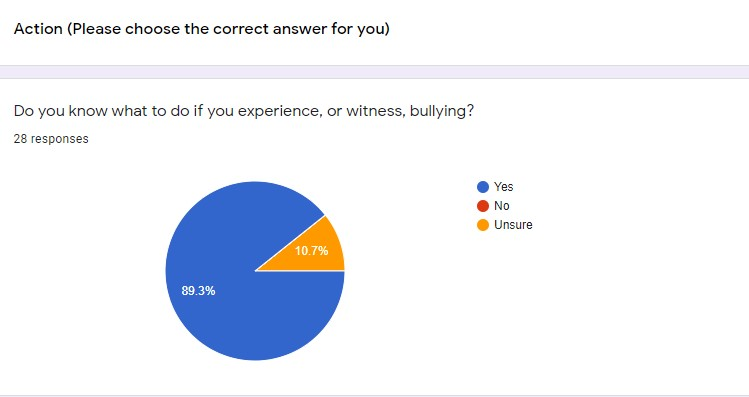 Action (Please choose the correct answer for you)
Do you know what to do if you experience, or witness, bullying?
28 responses
Yes
No
Unsure
10.7%
89.3%